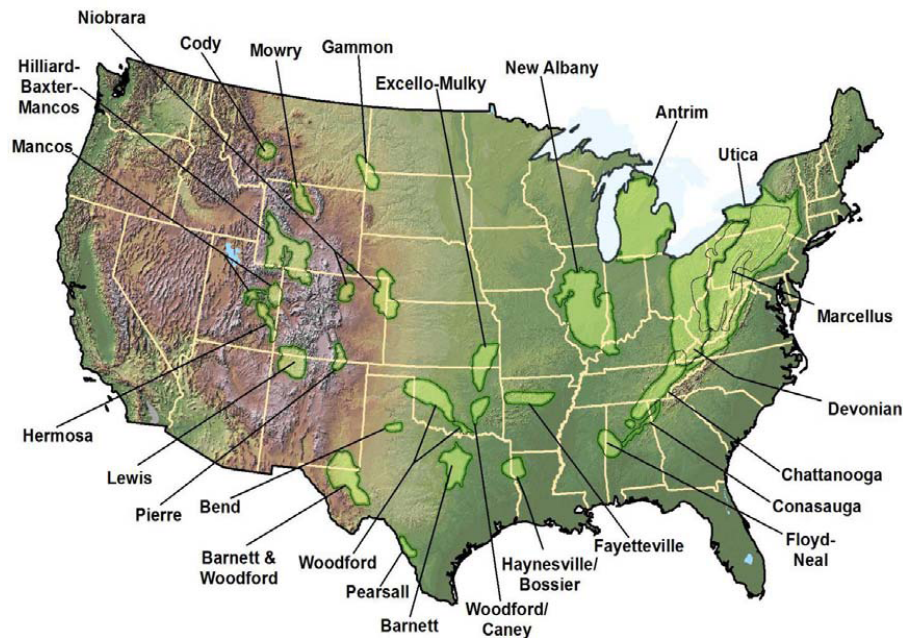 Niobrara
Cody
Mowry
Gammon
Hilliard-
Baxter-
Mancos
Excello-Mulky
New Albany
Antrim
Mancos
Utica
Marcellus
Devonian
Hermosa
Chattanooga
Lewis
Conasauga
Pierre
Bend
Floyd-
Neal
Barnett &
Woodford
Woodford
Pearsall
Barnett
Woodford/
Caney
Haynesville/
Bossier
Fayetteville